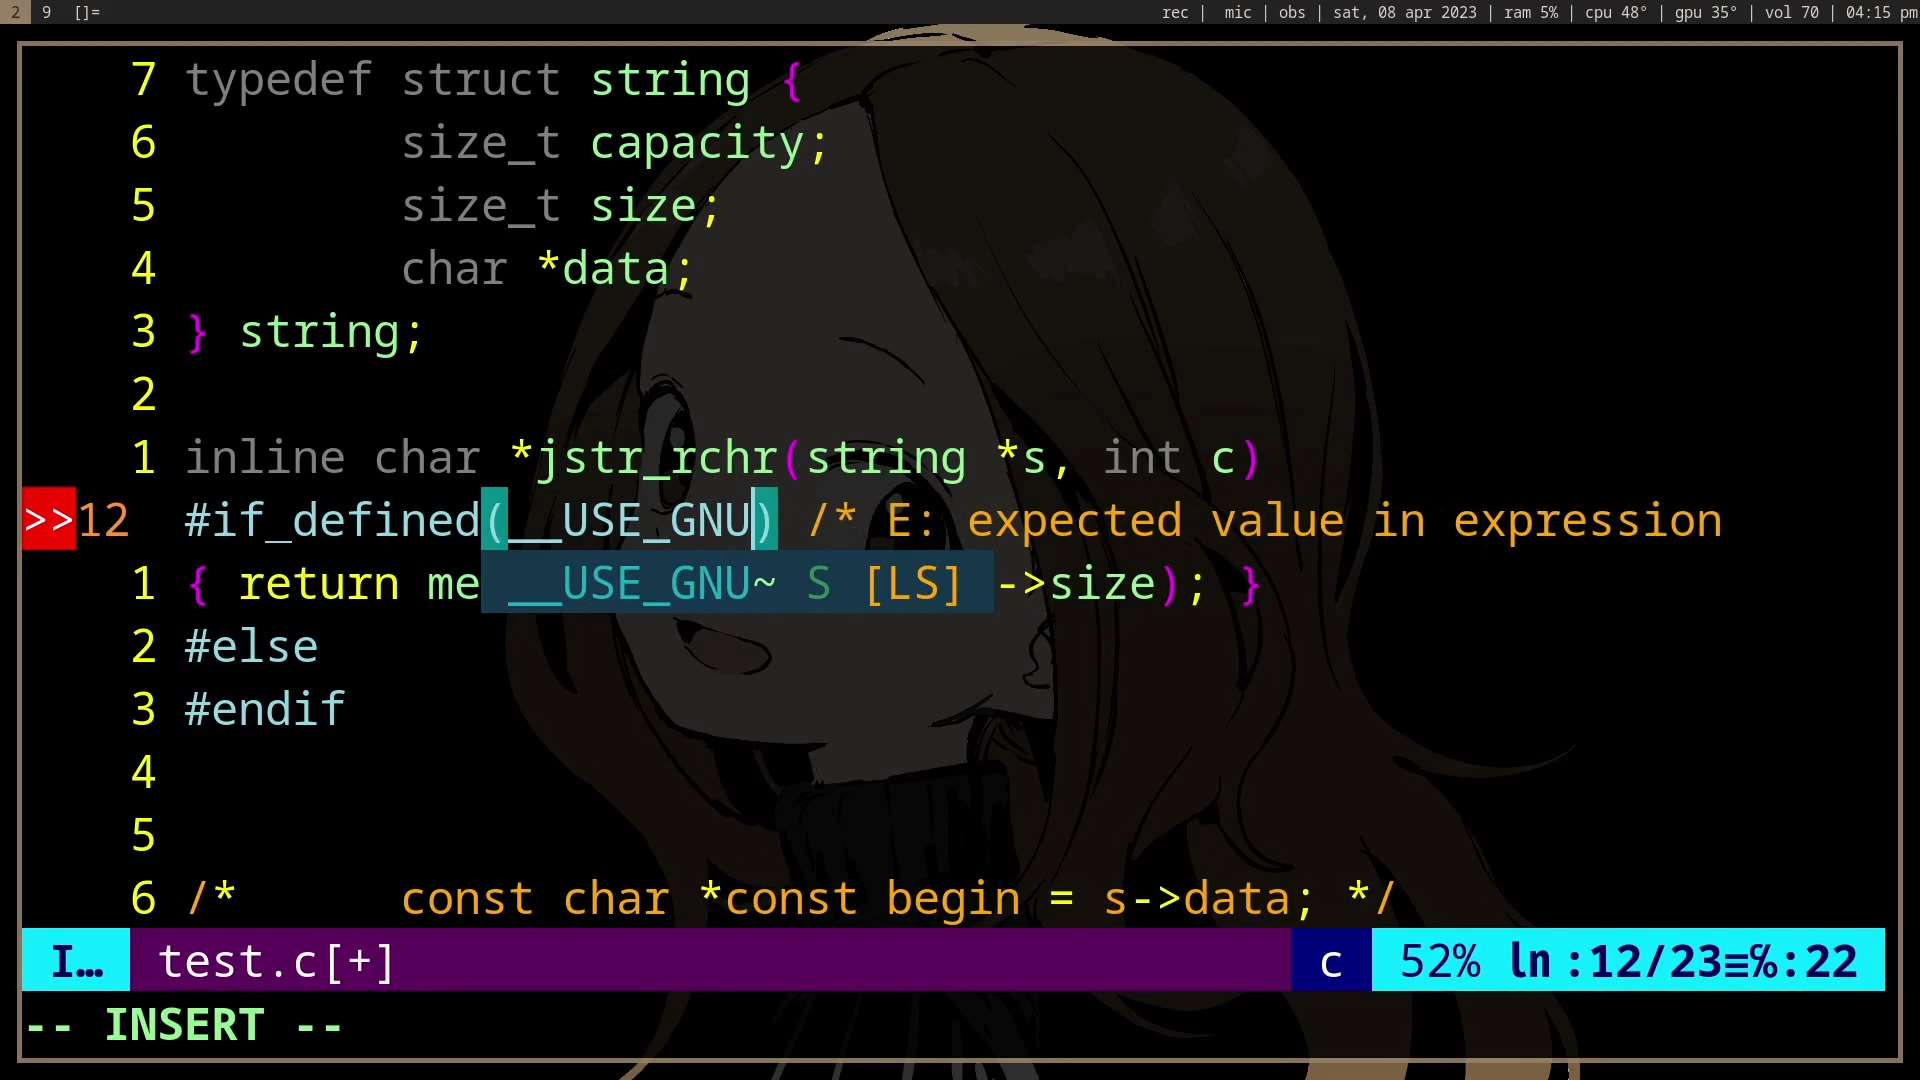 2 9 []= rec | mic | obs | sat, 08 apr 2023 | ram 5% | cpu 48° | gpu 35° | vol 70 | 04:15 pm
7 typedef struct string {
6 size_t capacity;
5 size_t size;
4 char *data;
3 } string;
2
1 inline char *jstr_rchr(string *s, int c)
>>12 #if_defined(__USE_GNU) /* E: expected value in expression
1 { return me __USE_GNU~ S [LS] ->size); }
2 #else
3 #endif
4
5
6 /* const char *const begin = s->data; */
I… test.c[+] c 52% ln :12/23≡℅:22
-- INSERT --